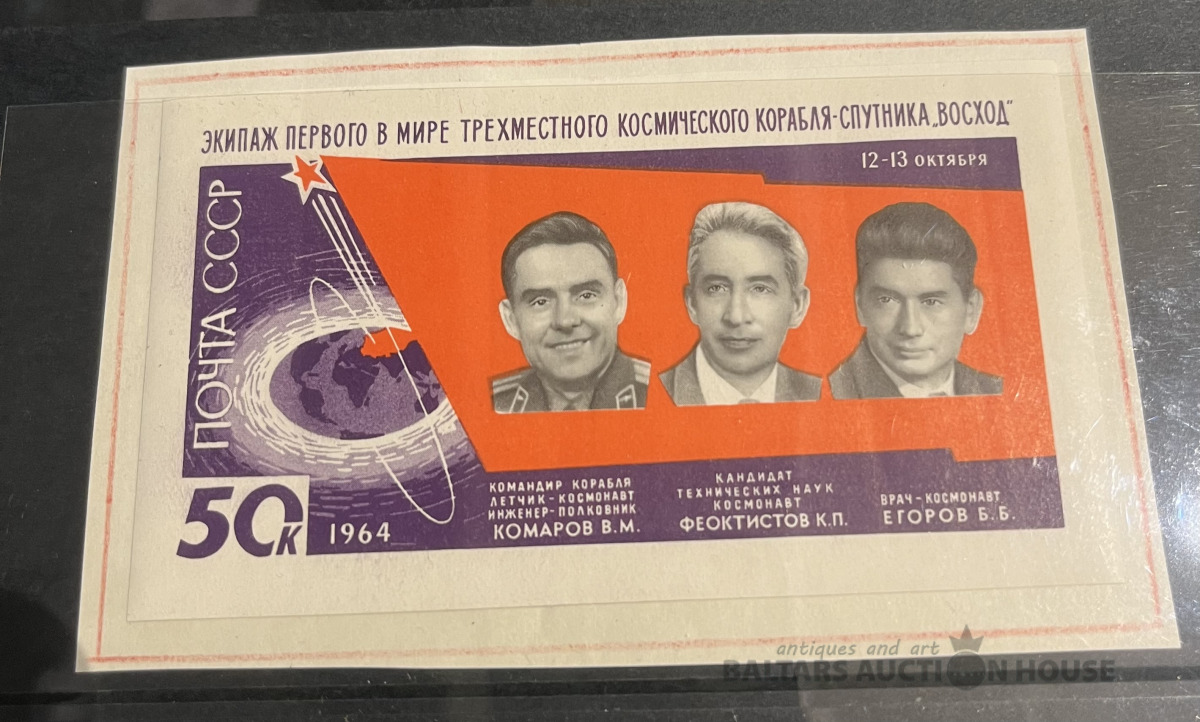 ЭКИПАЖ ПЕРВОГО В МИРЕ ТРЕХМЕСТНОГО КОСМИЧЕСКОГО КОРАБЛЯ-СПУТНИКА „ВОСХОД"
12-13 ОКТЯБРЯ
ПОЧТА СССР
50К
1964
КОМАНДИР КОРАБЛЯ
ЛЕТЧИК-КОСМОНАВТ
ИНЖЕНЕР-ПОЛКОВНИК
КОМАРОВ В.М.
КАНДИДАТ
ТЕХНИЧЕСКИХ НАУК
КОСМОНАВТ
ФЕОКТИСТОВ К.П.
ВРАЧ-КОСМОНАВТ
ЕГОРОВ Б.Б.
antiques and art
BALTARS AUCTION HOUSE